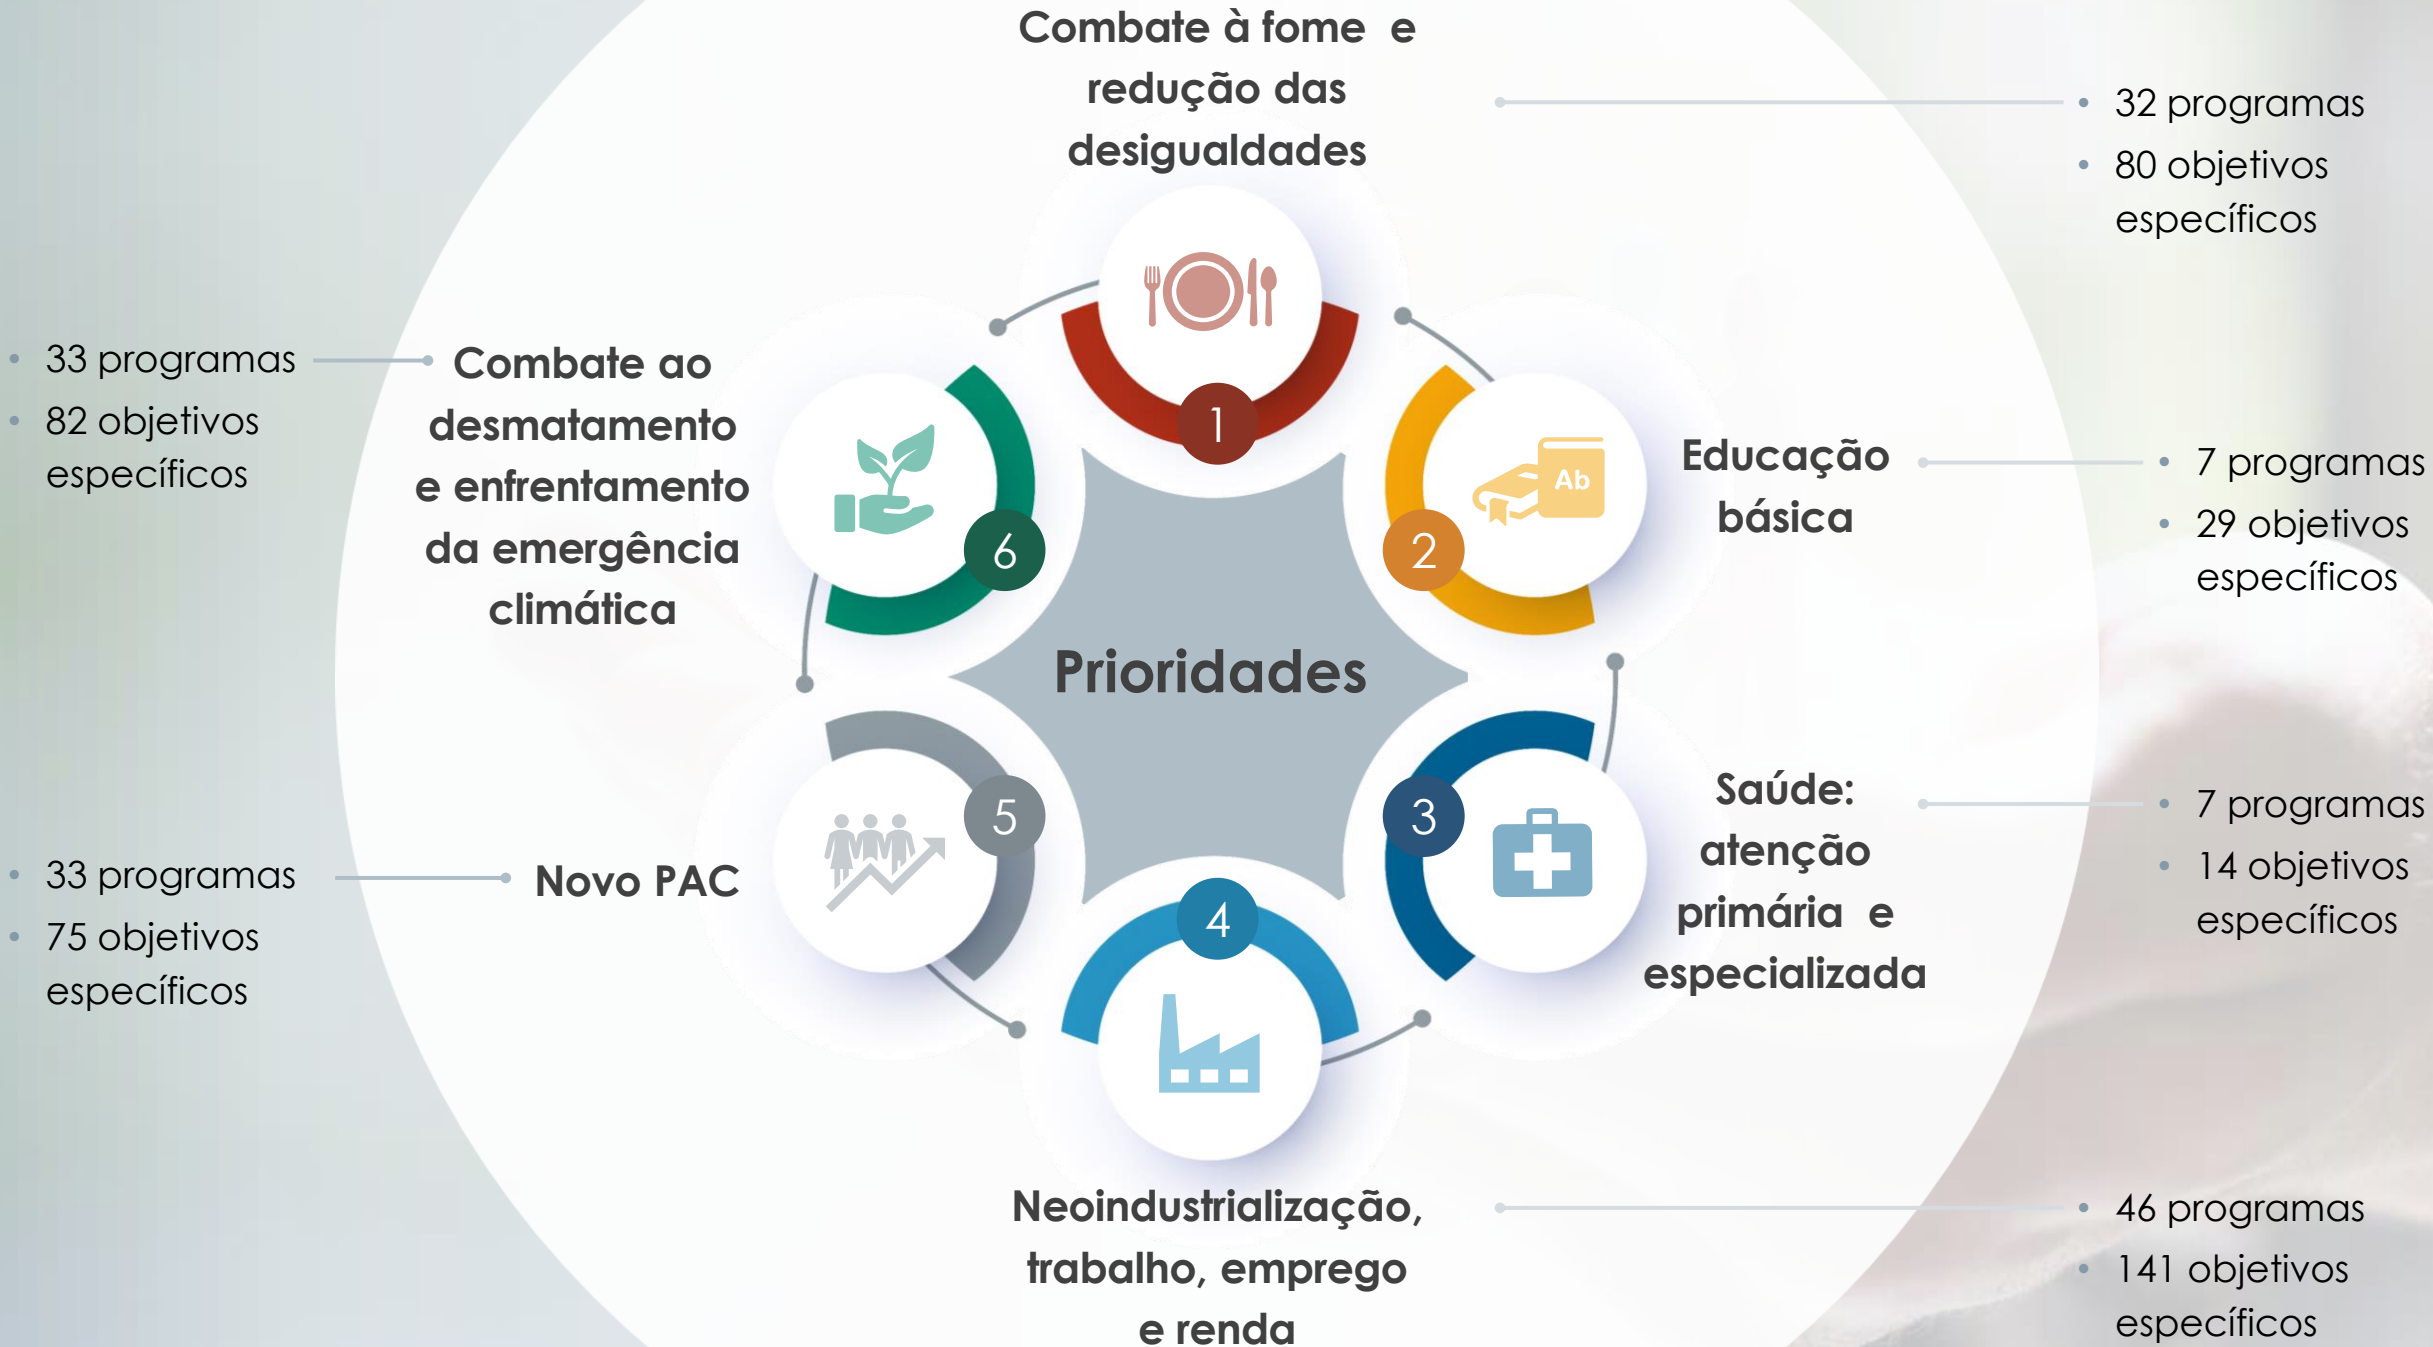 Combate à fome e
redução das
desigualdades
32 programas
80 objetivos
específicos
1
33 programas
82 objetivos
específicos
Combate ao
desmatamento
e enfrentamento
da emergência
climática
6
Ab
2
Educação
básica
7 programas
29 objetivos
específicos
Prioridades
33 programas
75 objetivos
específicos
Novo PAC
5
3
Saúde:
atenção
primária e
especializada
7 programas
14 objetivos
específicos
4
Neoindustrialização,
trabalho, emprego
e renda
46 programas
141 objetivos
específicos